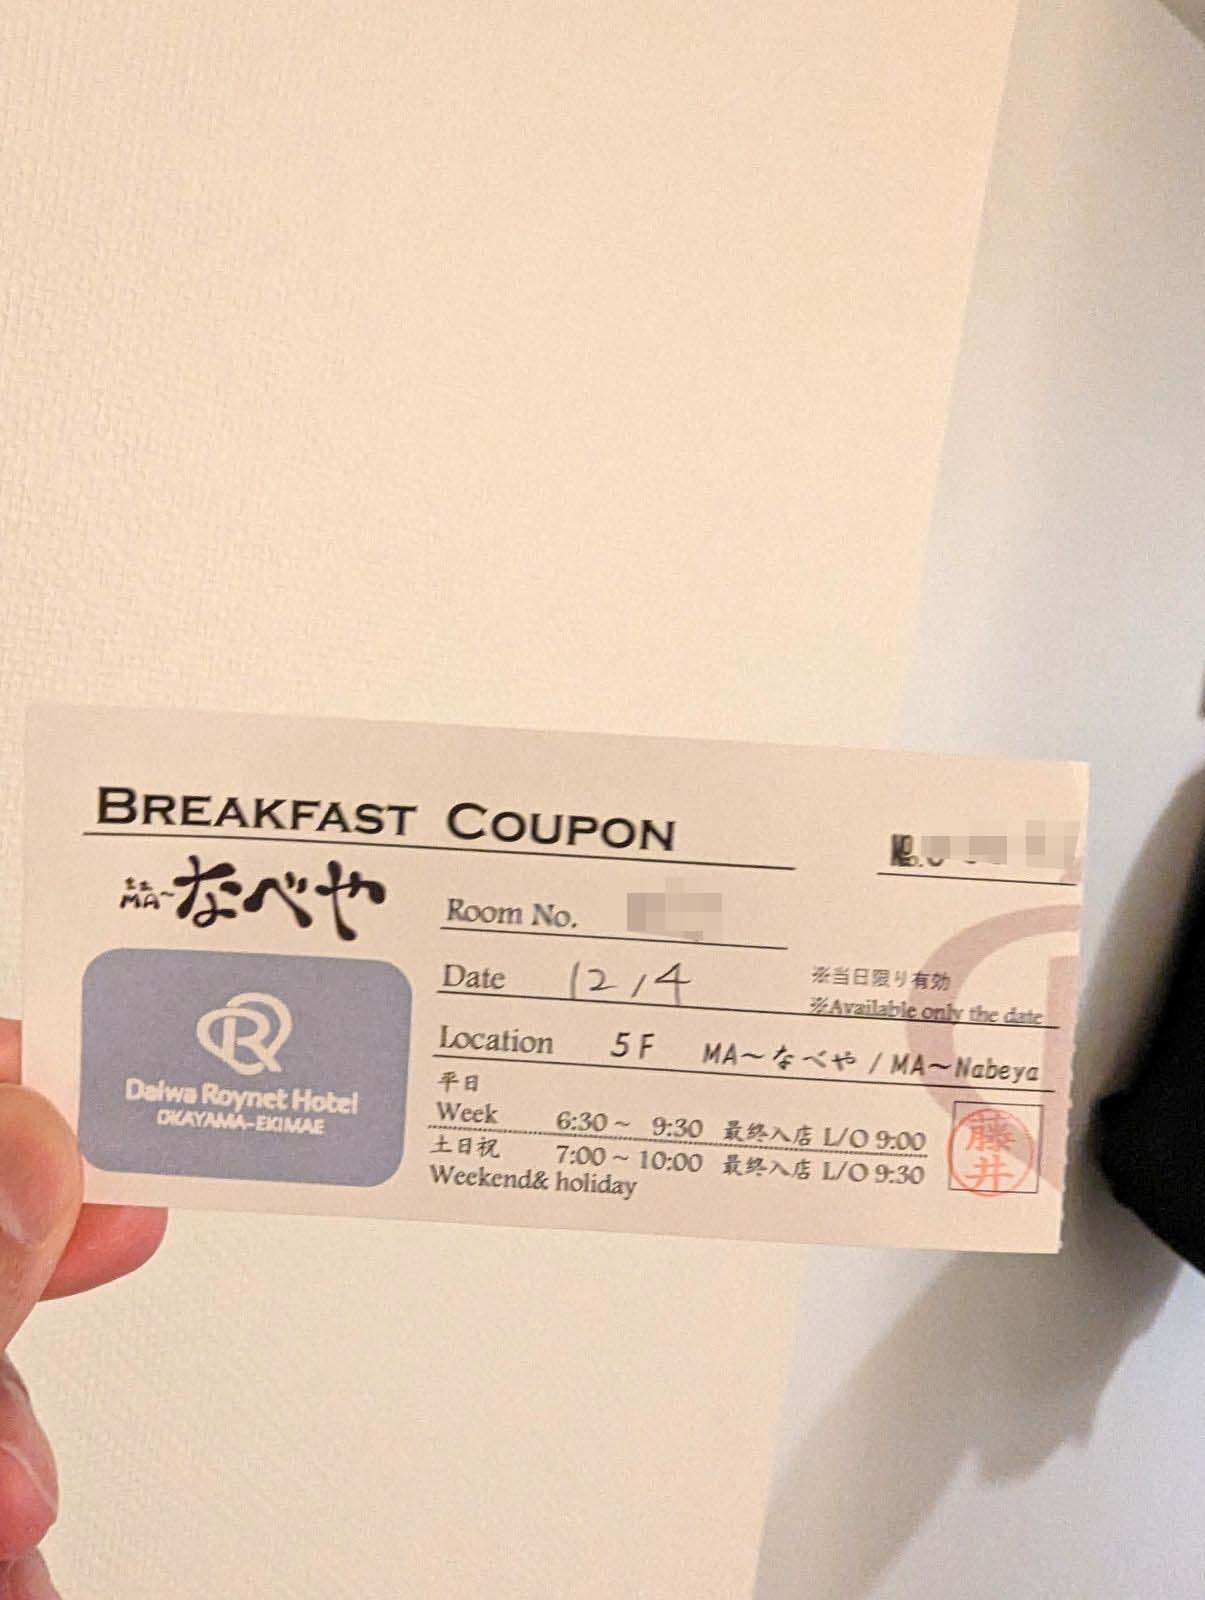 BREAKFAST COUPON
No.
MA~なべや
Room No.
Daiwa Roynet Hotel
OKAYAMA-EKIMAE
Date 12/4
※当日限り有効
※Available only the date
Location 5F MA～なべや / MA～Nabeya
平日
Week 6:30～ 9:30 最終入店 L/O 9:00
土日祝 7:00～10:00 最終入店 L/O 9:30
Weekend& holiday
藤井